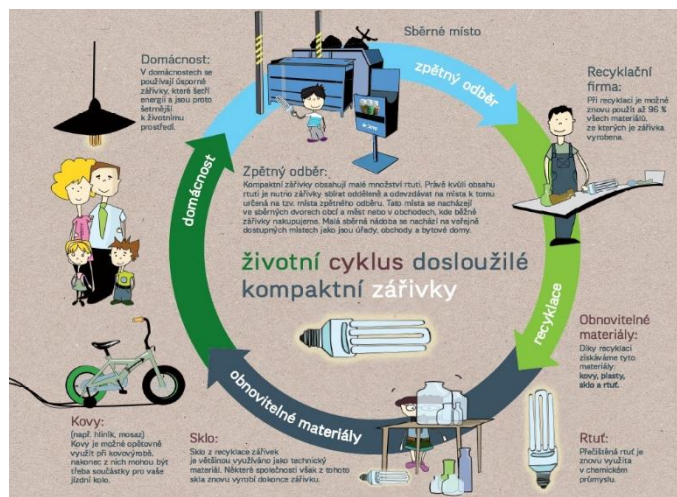 Sběrné místo
zpětný odběr
Domácnost:
V domácnostech se
používají úsporné
zářivky, které šetří
energii a jsou proto
šetrnější
k životnímu
prostředí.
Recyklační
firma:
Při recyklaci je možné
znovu použít až 96 %
všech materiálů,
ze kterých je zářivka
vyrobena.
domácnost
Zpětný odběr:
Kompaktní zářivky obsahují malé množství rtuti. Právě kvůli obsahu
rtuti je nutno zářivky sbírat odděleně a odevzdávat na místa k tomu
určená na tzv. místa zpětného odběru. Tato místa se nacházejí
ve sběrných dvorech obcí a měst nebo v obchodech, kde běžně
zářivky nakupujeme. Malá sběrná nádoba se nachází na veřejně
dostupných místech jako jsou úřady, obchody a bytové domy.
životní cyklus dosloužilé
kompaktní zářivky
recyklace
Obnovitelné
materiály:
Díky recyklaci
získáváme tyto
materiály:
kovy, plasty,
sklo a rtuť.
obnovitelné materiály
Kovy:
(např. hliník, mosaz)
Kovy je možné opětovně
využít při kovovýrobě,
nakonec z nich mohou být
třeba součástky pro vaše
jízdní kolo.
Sklo:
Sklo z recyklace zářivek
je většinou využíváno jako technický
materiál. Některé společnosti však z tohoto
skla znovu vyrobí dokonce zářivku.
Rtuť:
Přečištěná rtuť je
znovu využita
v chemickém
průmyslu.